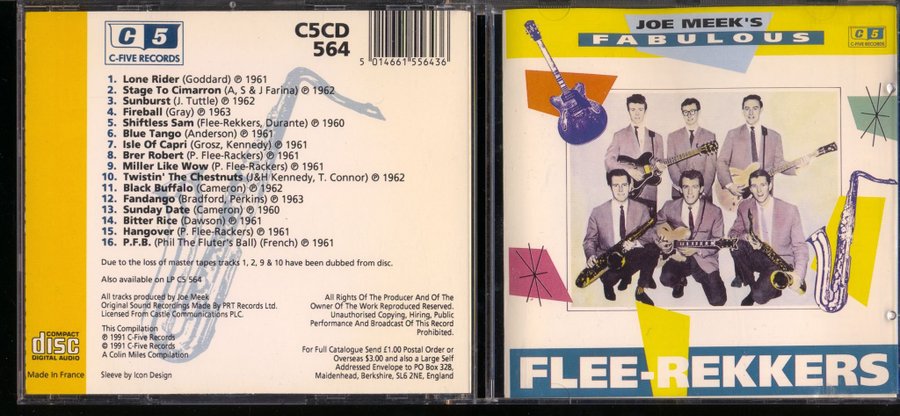 C 5
C-FIVE RECORDS
C5CD
564
5 014661 556436
1. Lone Rider (Goddard) ℗ 1961
2. Stage To Cimarron (A, S & J Farina) ℗ 1962
3. Sunburst (J. Tuttle) ℗ 1962
4. Fireball (Gray) ℗ 1963
5. Shiftless Sam (Flee-Rekkers, Durante) ℗ 1960
6. Blue Tango (Anderson) ℗ 1961
7. Isle Of Capri (Grosz, Kennedy) ℗ 1961
8. Brer Robert (P. Flee-Rackers) ℗ 1961
9. Miller Like Wow (P. Flee-Rackers) ℗ 1961
10. Twistin' The Chestnuts (J&H Kennedy, T. Connor) ℗ 1962
11. Black Buffalo (Cameron) ℗ 1962
12. Fandango (Bradford, Perkins) ℗ 1963
13. Sunday Date (Cameron) ℗ 1960
14. Bitter Rice (Dawson) ℗ 1961
15. Hangover (P. Flee-Rackers) ℗ 1961
16. P.F.B. (Phil The Fluter's Ball) (French) ℗ 1961
Due to the loss of master tapes tracks 1, 2, 9 & 10 have been dubbed from disc.
Also available on LP C5 564
All tracks produced by Joe Meek
Original Sound Recordings Made By PRT Records Ltd.
Licensed From Castle Communications PLC.
This Compilation
℗ 1991 C-Five Records
© 1991 C-Five Records
A Colin Miles Compilation
Sleeve by Icon Design
All Rights Of The Producer And Of The
Owner Of The Work Reproduced Reserved.
Unauthorised Copying, Hiring, Public
Performance And Broadcast Of This Record
Prohibited.
For Full Catalogue Send £1.00 Postal Order or
Overseas $3.00 and also a Large Self
Addressed Envelope to PO Box 328,
Maidenhead, Berkshire, SL6 2NE, England
COMPACT
disc
DIGITAL AUDIO
Made in France
JOE MEEK'S
FABULOUS
C 5
C-FIVE RECORDS
FLEE-REKKERS